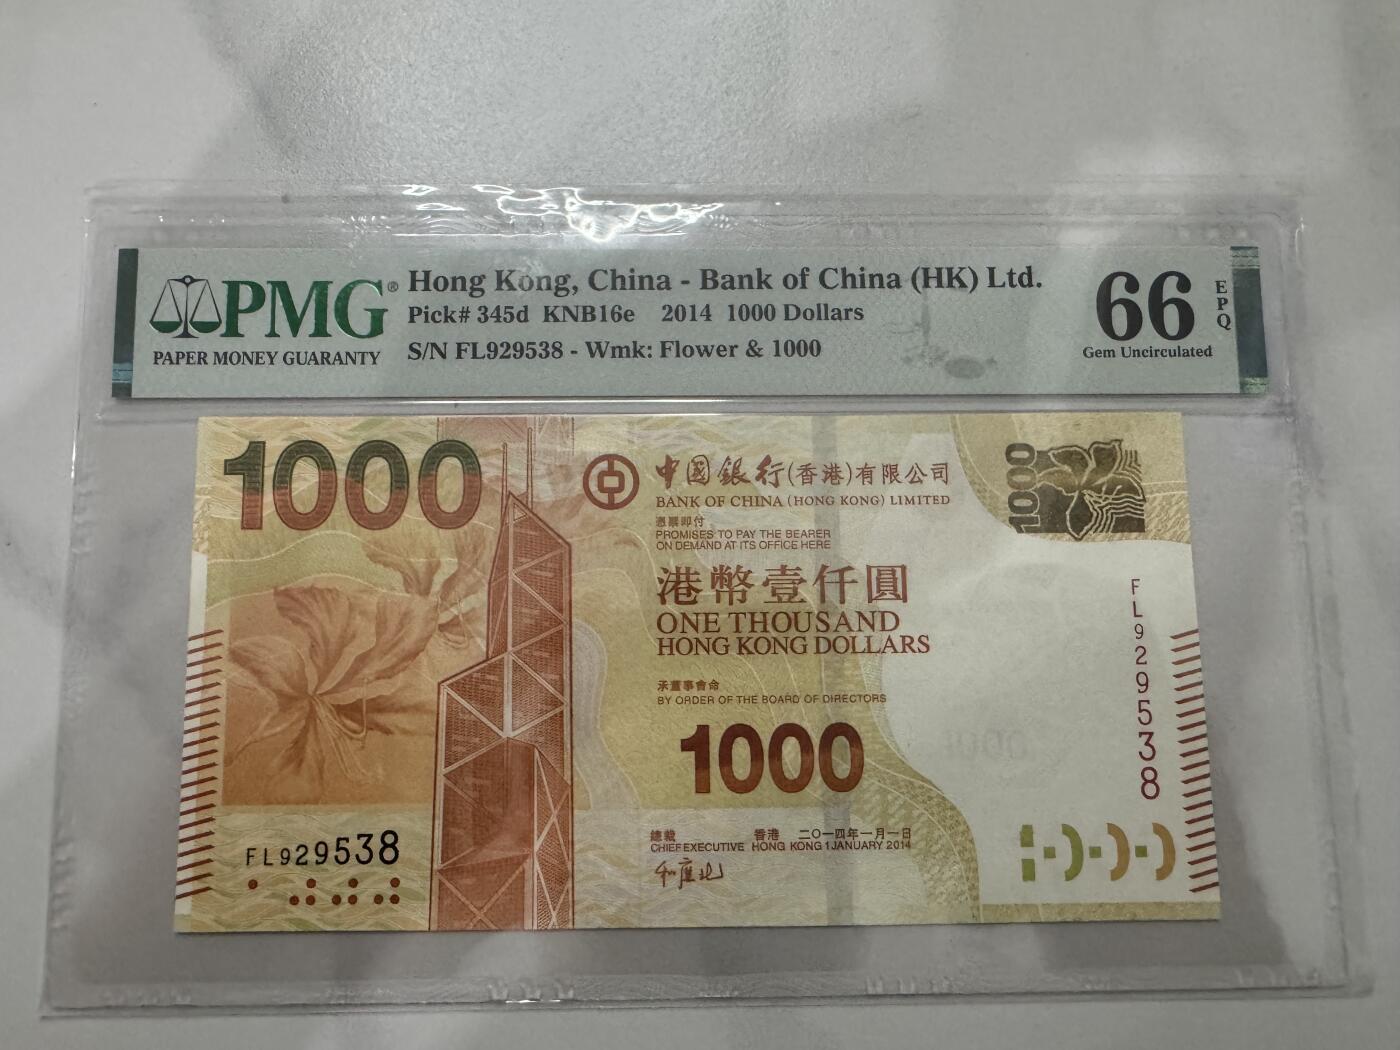 PMG®
PAPER MONEY GUARANTY
Hong Kong, China - Bank of China (HK) Ltd.
Pick# 345d KNB16e 2014 1000 Dollars
S/N FL929538 - Wmk: Flower & 1000
66
EPQ
Gem Uncirculated
1000
中國銀行(香港)有限公司
BANK OF CHINA (HONG KONG) LIMITED
憑票即付
PROMISES TO PAY THE BEARER
ON DEMAND AT ITS OFFICE HERE
港幣壹仟圓
ONE THOUSAND
HONG KONG DOLLARS
承董事會命
BY ORDER OF THE BOARD OF DIRECTORS
1000
總裁 香港 二〇一四年一月一日
CHIEF EXECUTIVE HONG KONG 1 JANUARY 2014
1000
FL929538
FL929538